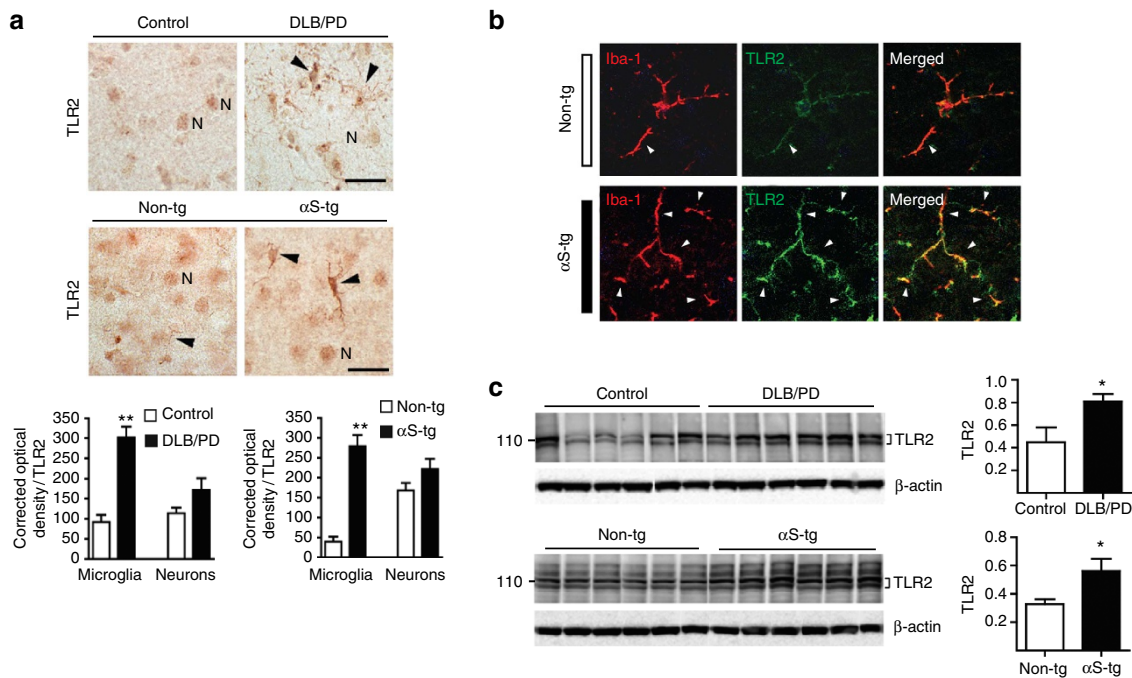 a
Control DLB/PD
TLR2
N
N
N
Non-tg αS-tg
TLR2
N
N
350
300
250
200
150
100
50
0
Corrected optical
density / TLR2
**
Control
DLB/PD
Microglia Neurons
350
300
250
200
150
100
50
0
Corrected optical
density / TLR2
**
Non-tg
αS-tg
Microglia Neurons
b
Non-tg
Iba-1 TLR2 Merged
αS-tg
Iba-1 TLR2 Merged
c
Control DLB/PD
110
TLR2
β-actin
1.0
0.8
0.6
0.4
0.2
TLR2
*
Control DLB/PD
Non-tg αS-tg
110
TLR2
β-actin
0.8
0.6
0.4
0.2
TLR2
*
Non-tg αS-tg